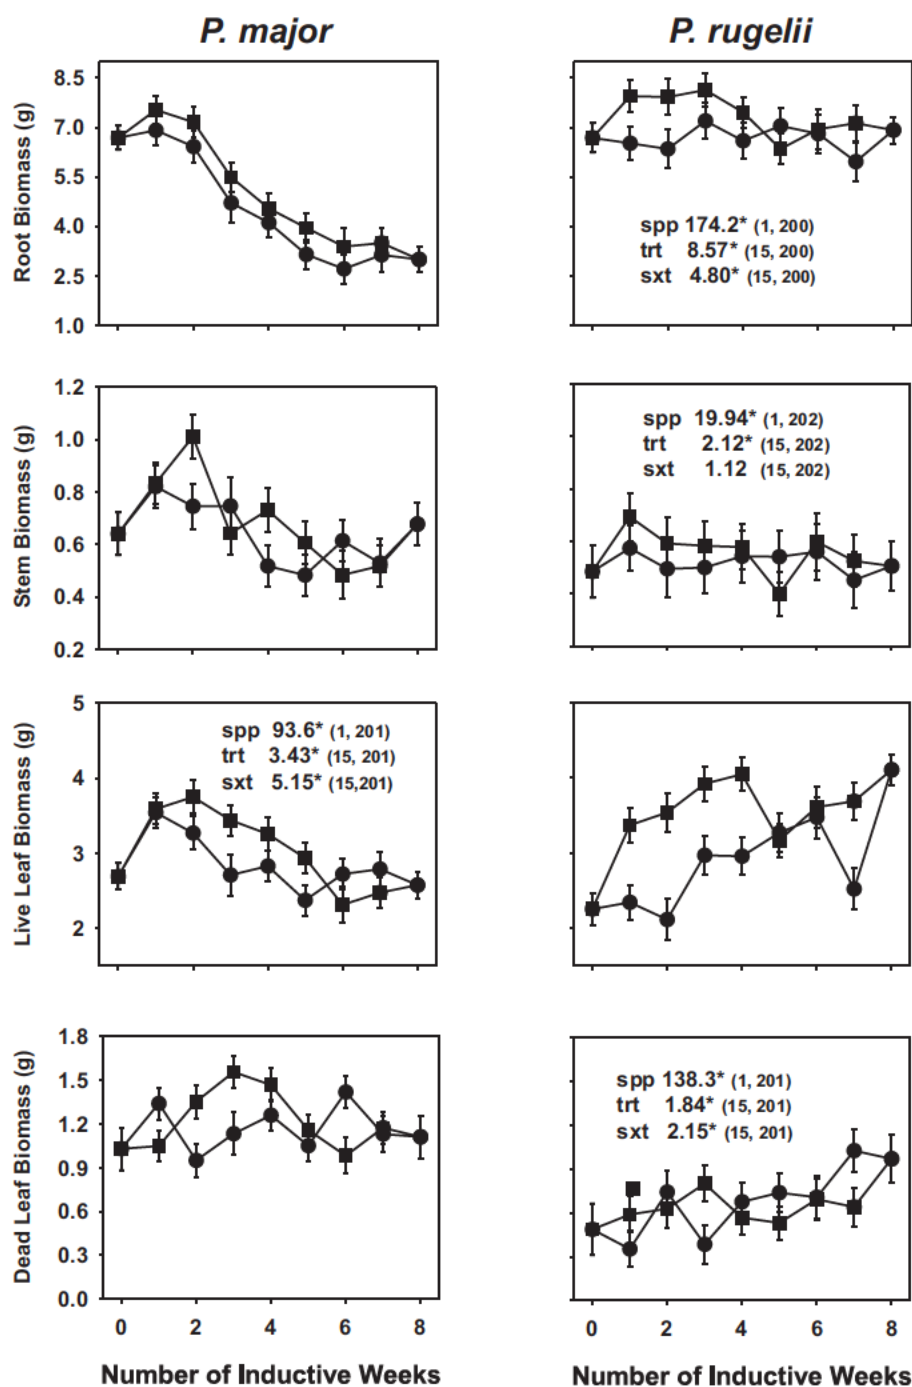 P. major
P. rugelii
Root Biomass (g)
8.5
7.0
5.5
4.0
2.5
1.0
spp 174.2* (1, 200)
trt 8.57* (15, 200)
sxt 4.80* (15, 200)
Stem Biomass (g)
1.2
1.0
0.8
0.6
0.4
0.2
spp 19.94* (1, 202)
trt 2.12* (15, 202)
sxt 1.12 (15, 202)
Live Leaf Biomass (g)
5
4
3
2
spp 93.6* (1, 201)
trt 3.43* (15, 201)
sxt 5.15* (15,201)
Dead Leaf Biomass (g)
1.8
1.5
1.2
0.9
0.6
0.3
0.0
spp 138.3* (1, 201)
trt 1.84* (15, 201)
sxt 2.15* (15, 201)
0 2 4 6 8
0 2 4 6 8
Number of Inductive Weeks
Number of Inductive Weeks